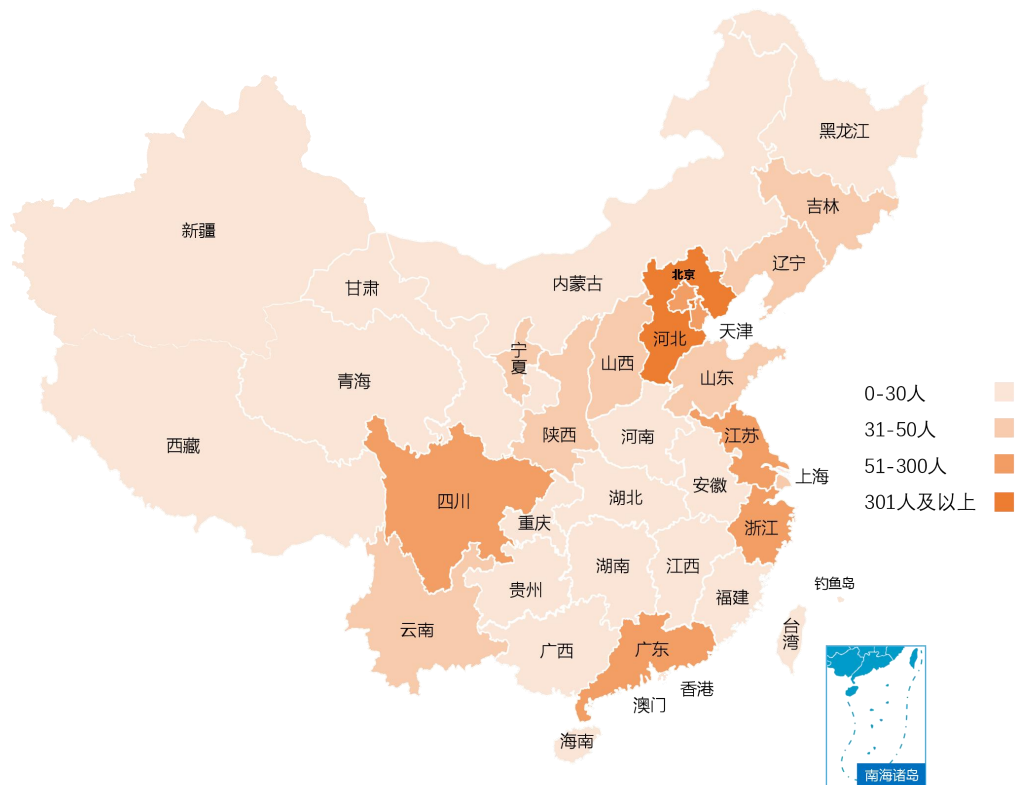 黑龙江
吉林
新疆
辽宁
北京
内蒙古
甘肃
天津
河北
宁夏
山西
山东
青海
0-30人
31-50人
51-300人
301人及以上
陕西
河南
江苏
西藏
上海
安徽
四川
湖北
重庆
浙江
湖南
江西
贵州
福建
钓鱼岛
云南
台湾
广西
广东
香港
澳门
海南
南海诸岛